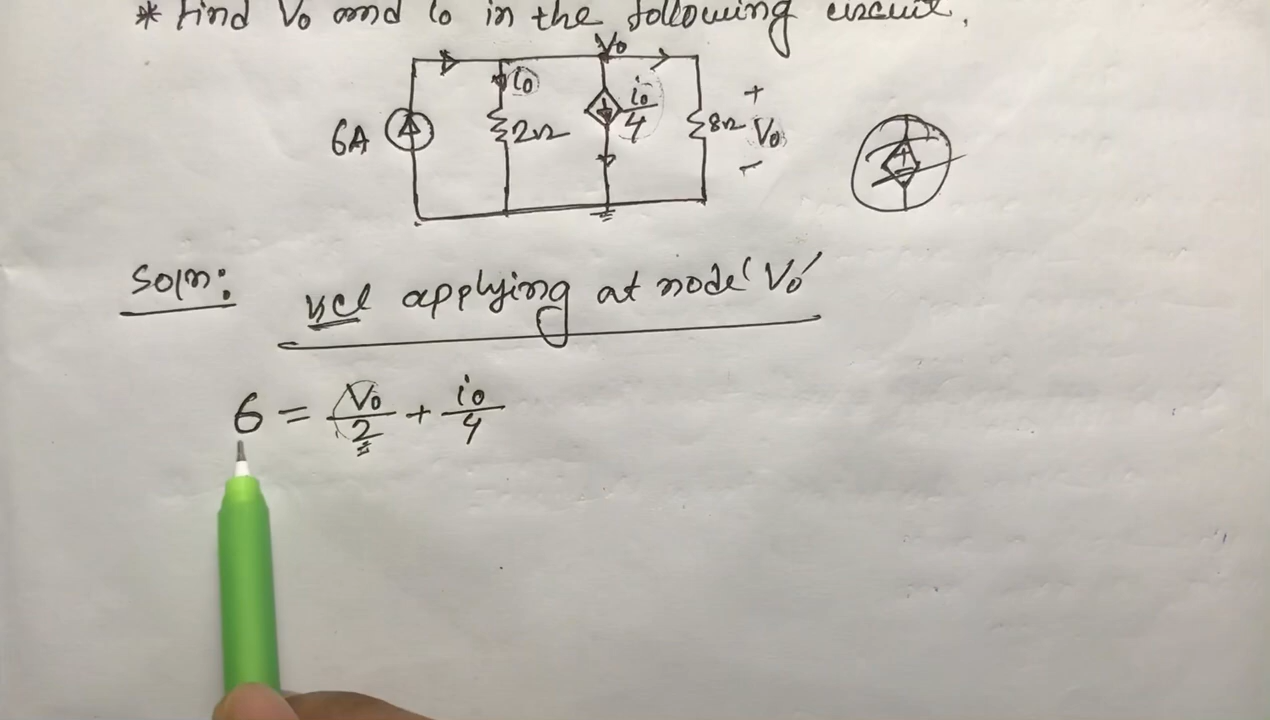 * Find V₀ and i₀ in the following circuit.
V₀
i₀
6A
2Ω
i₀/4
8Ω
+
V₀
-
Soln:
KCL applying at node 'V₀'
6 = V₀/2 + i₀/4